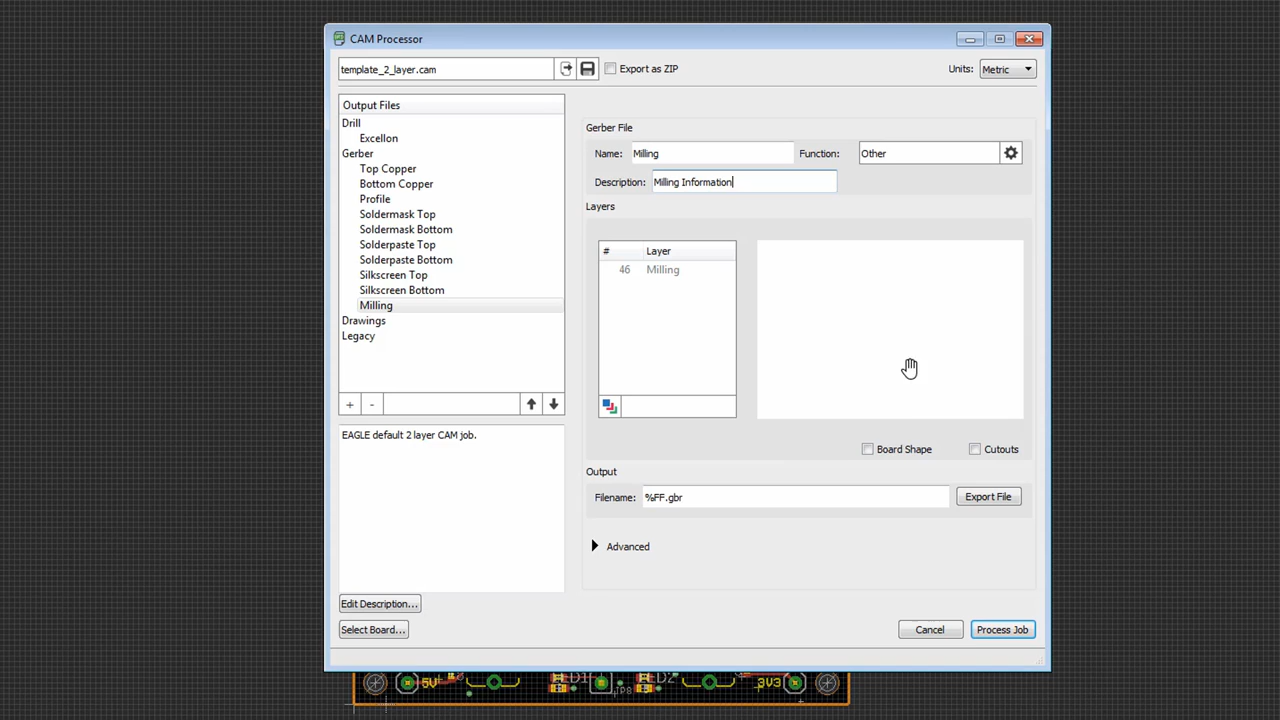 CAM Processor
template_2_layer.cam
Export as ZIP
Units: Metric
Output Files
Drill
Excellon
Gerber
Top Copper
Bottom Copper
Profile
Soldermask Top
Soldermask Bottom
Solderpaste Top
Solderpaste Bottom
Silkscreen Top
Silkscreen Bottom
Milling
Drawings
Legacy
+ -
EAGLE default 2 layer CAM job.
Edit Description...
Select Board...
Gerber File
Name: Milling Function: Other
Description: Milling Information
Layers
# Layer
46 Milling
Board Shape Cutouts
Output
Filename: %FF.gbr Export File
Advanced
Cancel Process Job
5V ED1 JP8 ED2 3V3